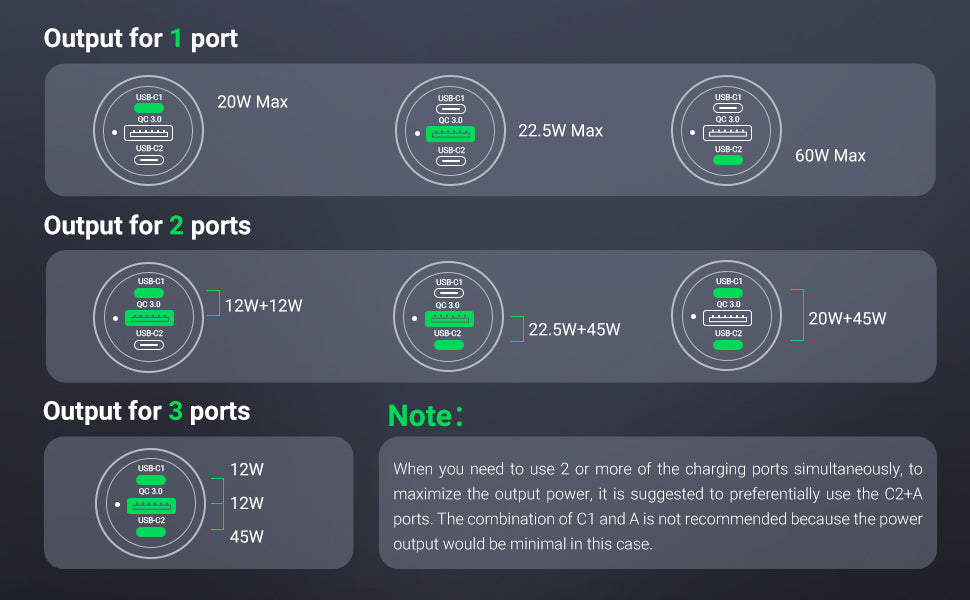 Output for 1 port
USB-C1
QC 3.0
USB-C2
20W Max
USB-C1
QC 3.0
USB-C2
22.5W Max
USB-C1
QC 3.0
USB-C2
60W Max
Output for 2 ports
USB-C1
QC 3.0
USB-C2
12W+12W
USB-C1
QC 3.0
USB-C2
22.5W+45W
USB-C1
QC 3.0
USB-C2
20W+45W
Output for 3 ports
USB-C1
QC 3.0
USB-C2
12W
12W
45W
Note：
When you need to use 2 or more of the charging ports simultaneously, to
maximize the output power, it is suggested to preferentially use the C2+A
ports. The combination of C1 and A is not recommended because the power
output would be minimal in this case.